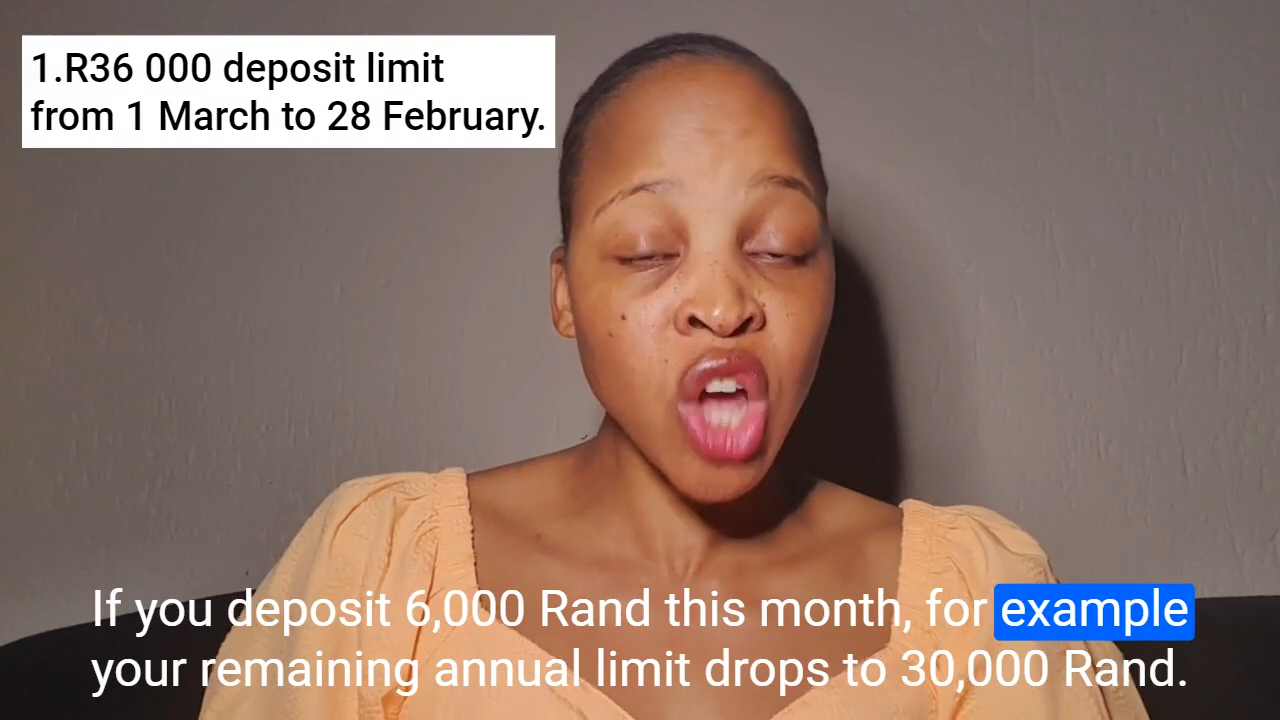 1.R36 000 deposit limit
from 1 March to 28 February.
If you deposit 6,000 Rand this month, for example
your remaining annual limit drops to 30,000 Rand.